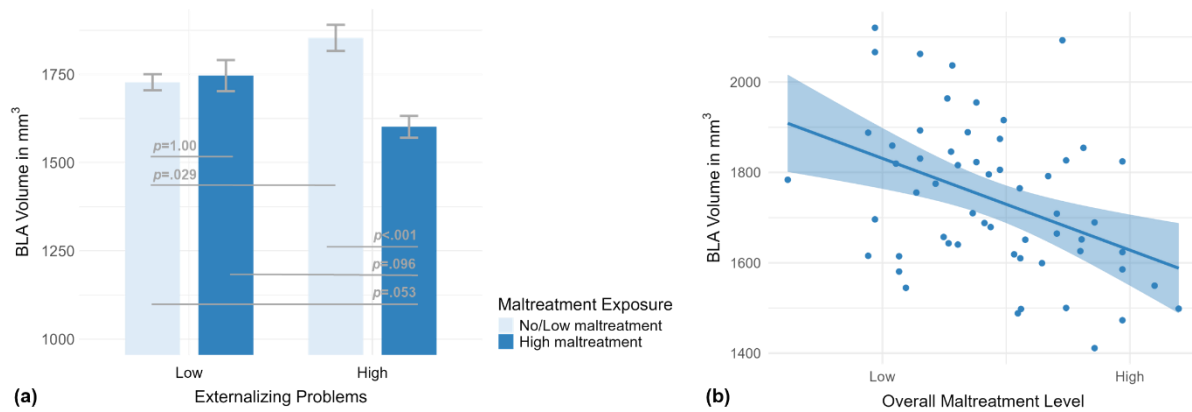 BLA Volume in mm³
1750
1500
1250
1000
p=1.00
p=.029
p<.001
p=.096
p=.053
Low
High
Externalizing Problems
(a)
Maltreatment Exposure
No/Low maltreatment
High maltreatment
BLA Volume in mm³
2000
1800
1600
1400
Low
High
Overall Maltreatment Level
(b)